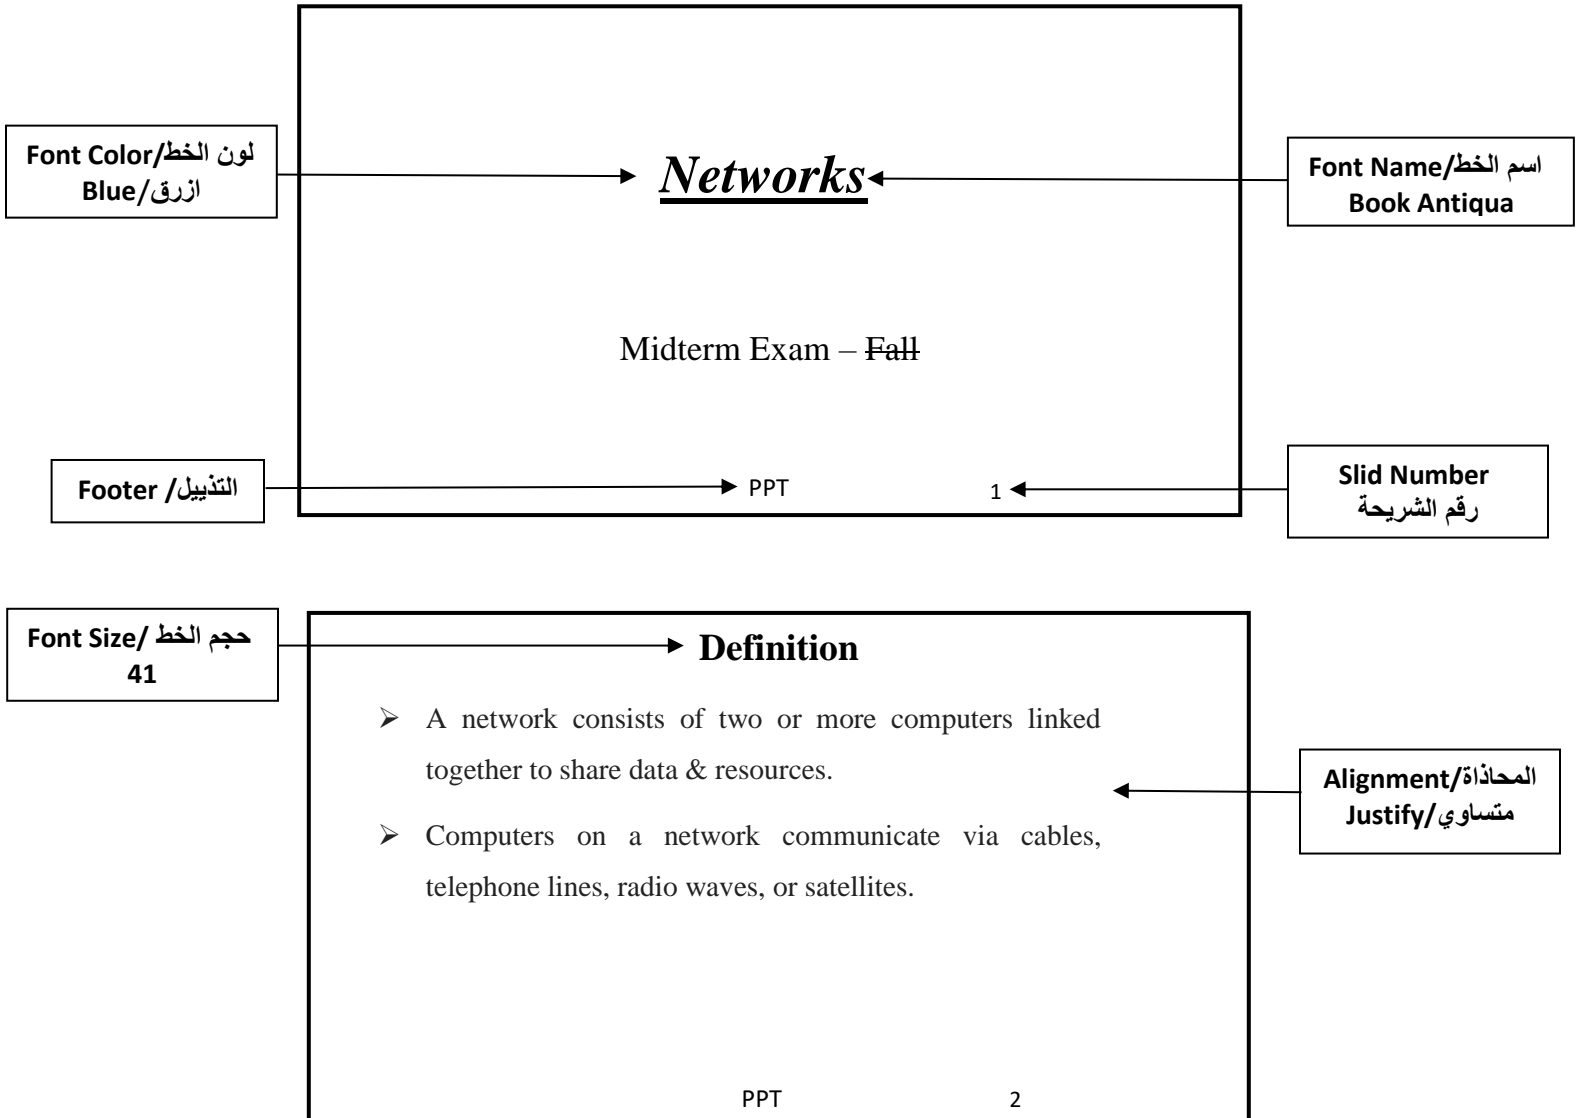 Font Color/لون الخط
Blue/ازرق
Networks
Font Name/اسم الخط
Book Antiqua
Midterm Exam – Fall
Footer /التذييل
PPT
1
Slid Number
رقم الشريحة
Font Size/ حجم الخط
41
Definition
➢ A network consists of two or more computers linked
together to share data & resources.
➢ Computers on a network communicate via cables,
telephone lines, radio waves, or satellites.
Alignment/المحاذاة
Justify/متساوي
PPT
2